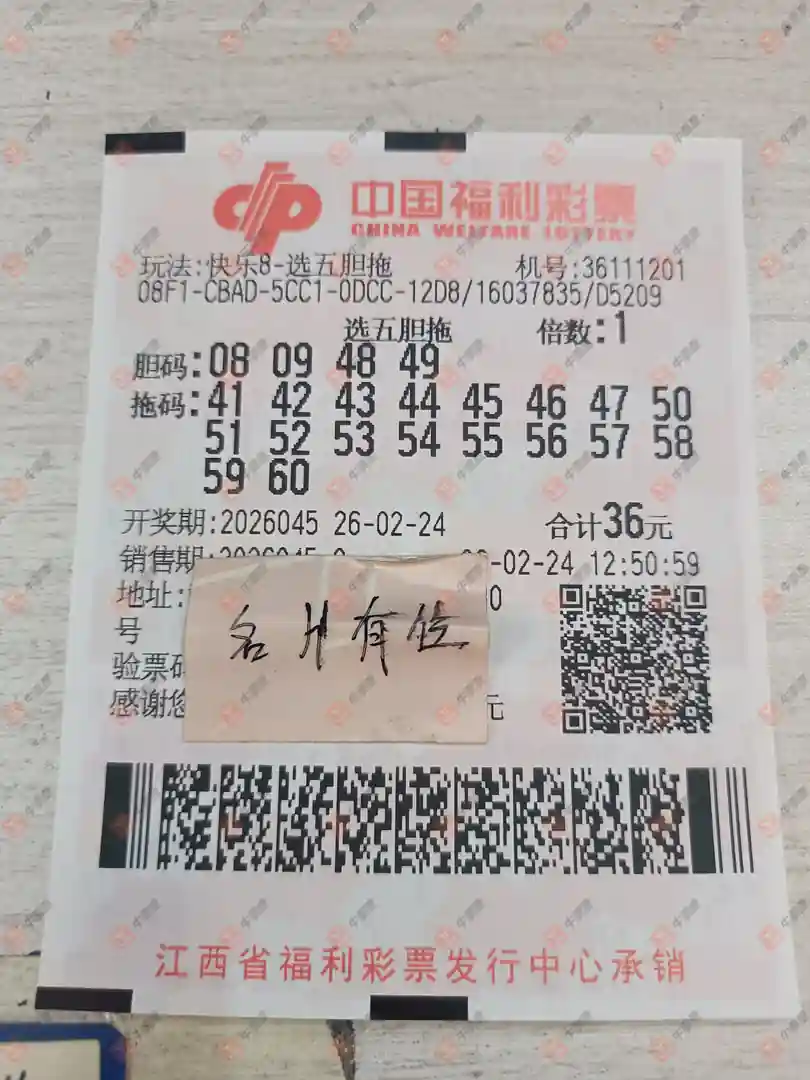 中国福利彩票
CHINA WELFARE LOTTERY
玩法:快乐8-选五胆拖 机号:36111201
08F1-CBAD-5CC1-0DCC-12D8/16037835/D5209
选五胆拖 倍数:1
胆码:08 09 48 49
拖码:41 42 43 44 45 46 47 50
51 52 53 54 55 56 57 58
59 60
开奖期:2026045 26-02-24 合计36元
销售期:2026045 -02-24 12:50:59
地址:
号
验票码
感谢您 元
名 有位
江西省福利彩票发行中心承销